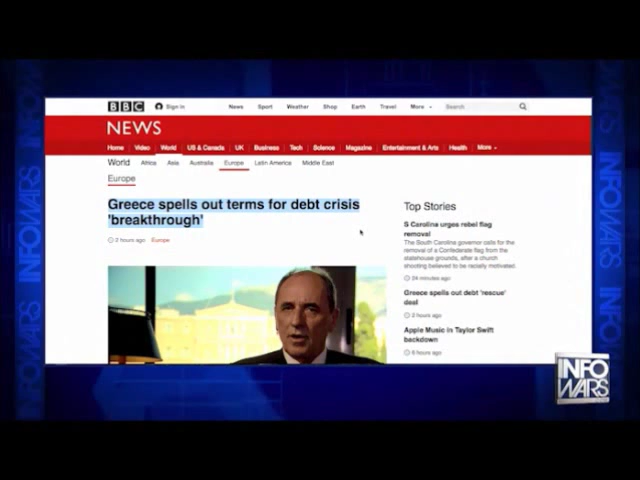 BBC Sign in News Sport Weather Shop Earth Travel More Search
NEWS
Home Video World US & Canada UK Business Tech Science Magazine Entertainment & Arts Health More
World Africa Asia Australia Europe Latin America Middle East
Europe
Greece spells out terms for debt crisis
'breakthrough'
2 hours ago Europe
Top Stories
S Carolina urges rebel flag
removal
The South Carolina governor calls for the
removal of a Confederate flag from the
statehouse grounds, after a church
shooting believed to be racially motivated.
24 minutes ago
Greece spells out debt 'rescue'
deal
2 hours ago
Apple Music in Taylor Swift
backdown
6 hours ago
INFOWARS
INFOWARS
INFOWARS
INFOWARS
INFO
WARS